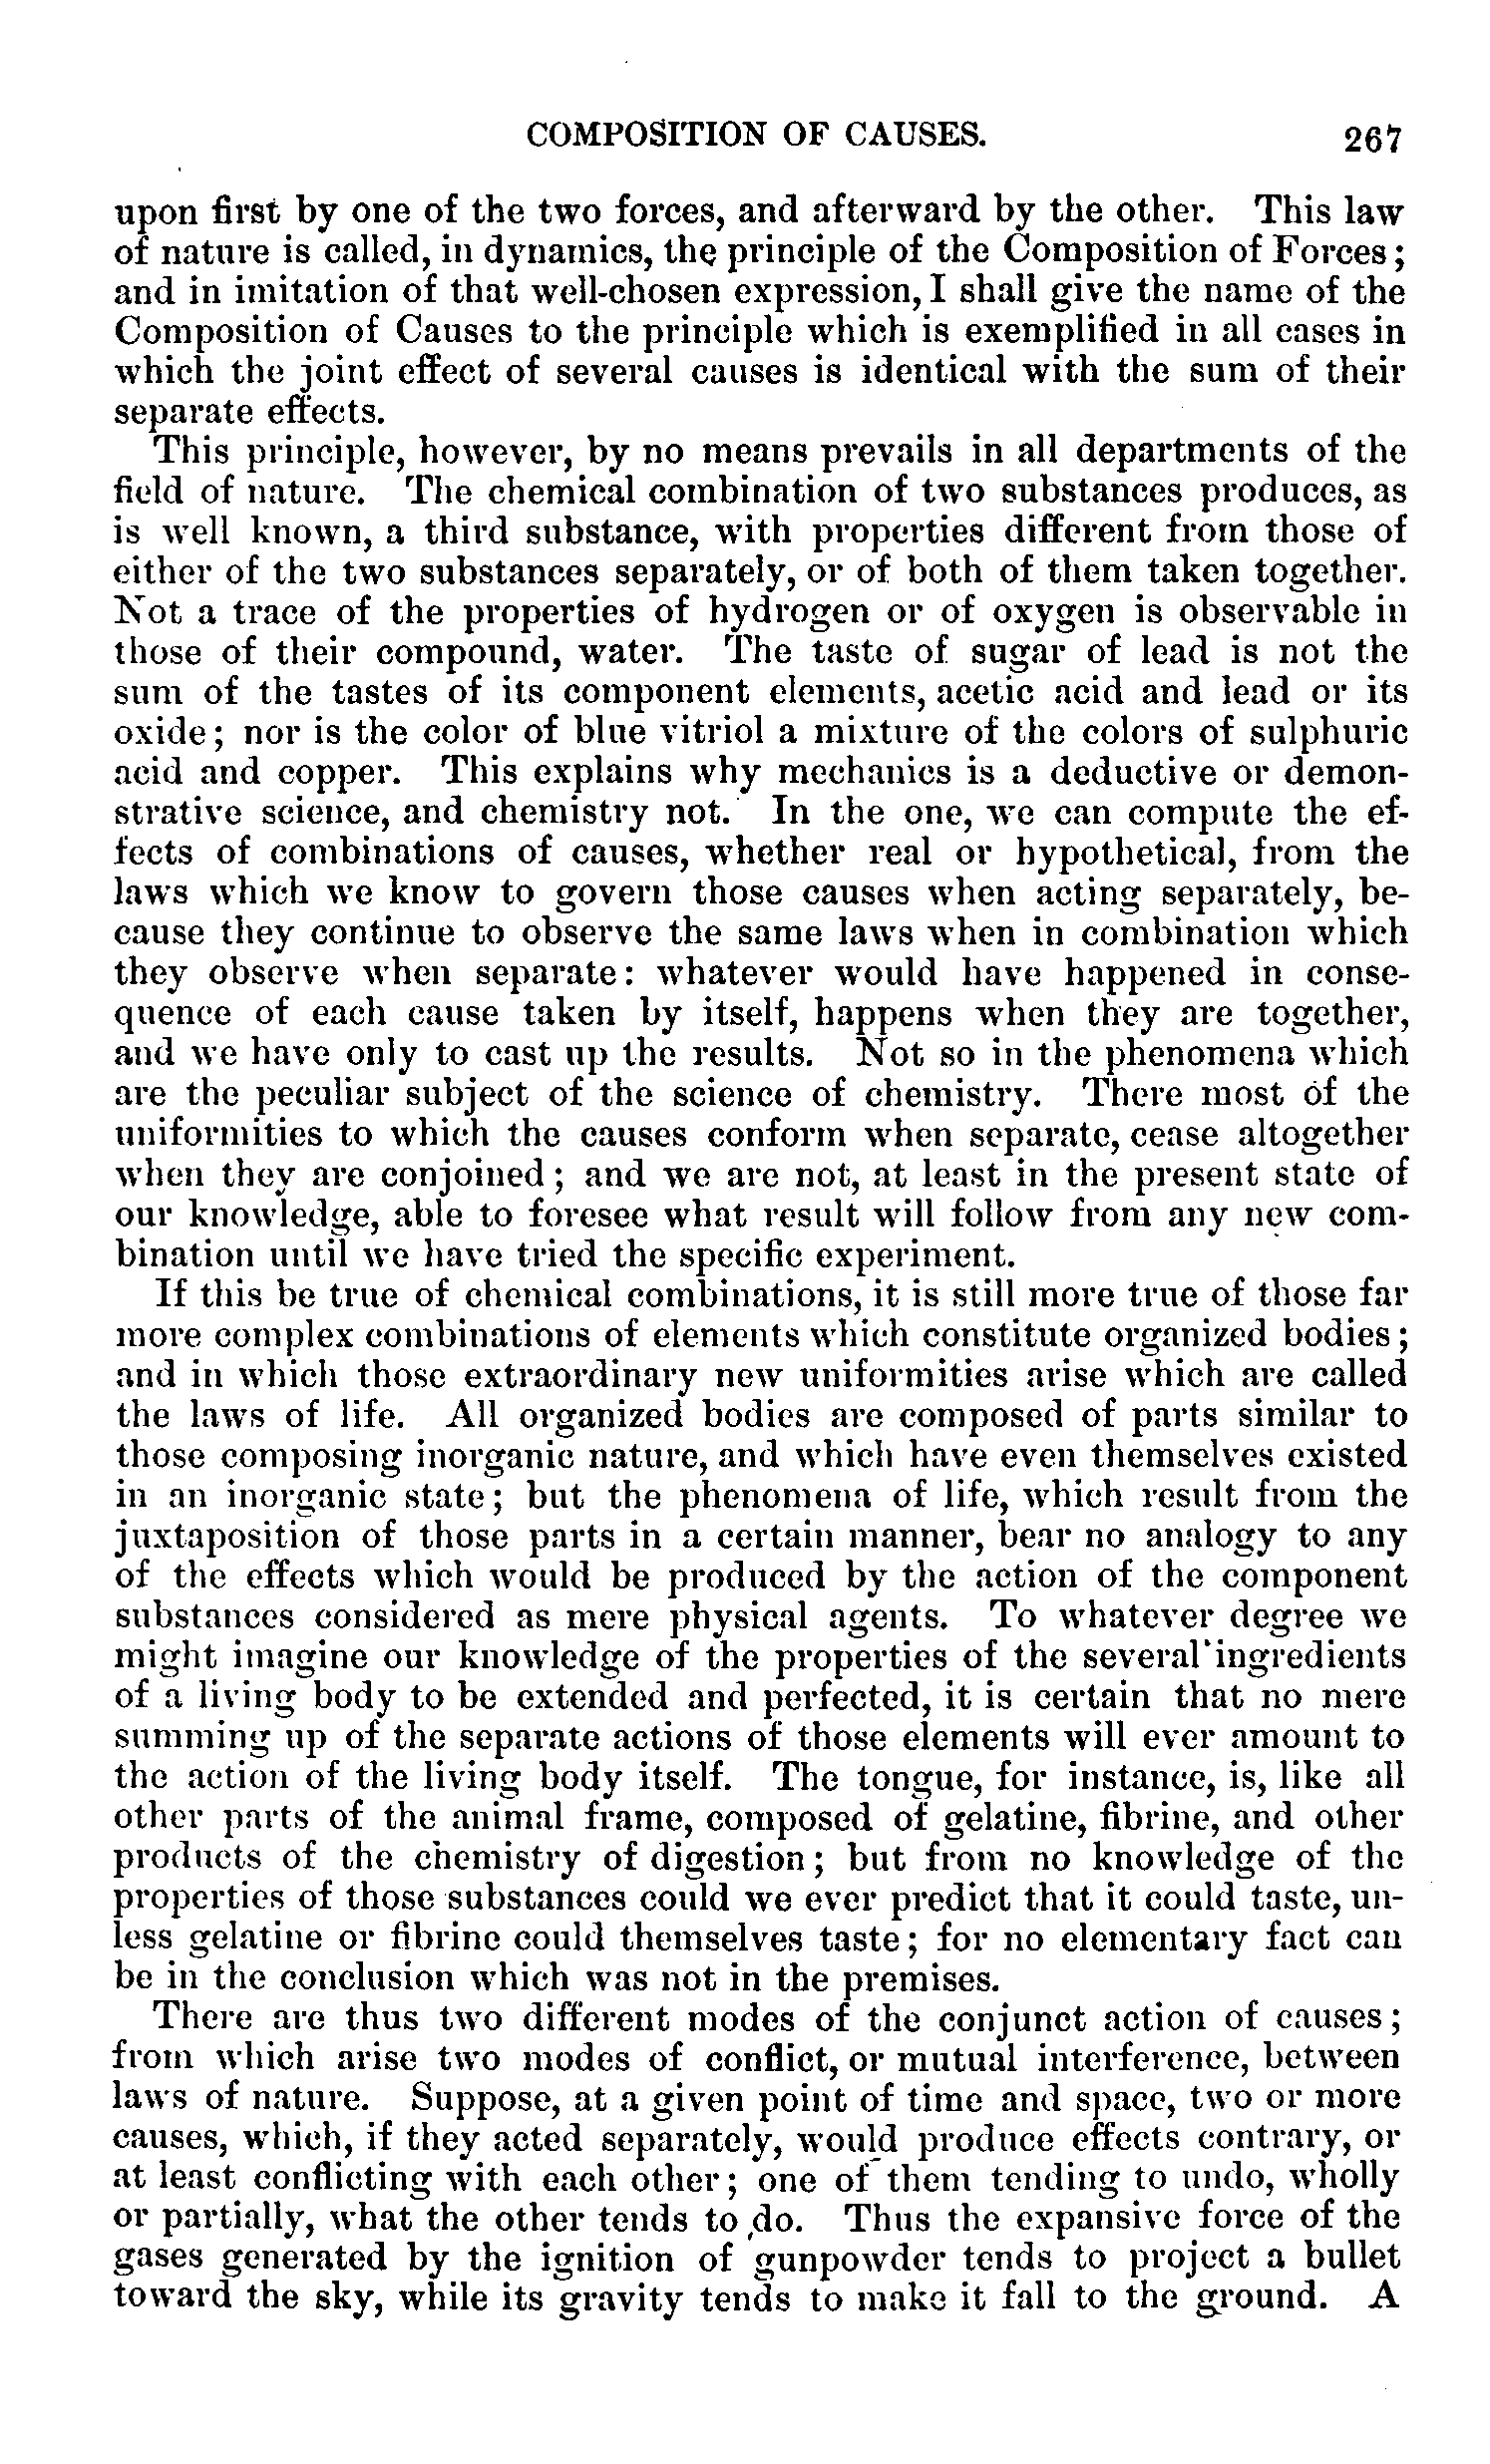 COMPOSITION OF CAUSES. 267
upon first by one of the two forces, and afterward by the other. This law
of nature is called, in dynamics, the principle of the Composition of Forces;
and in imitation of that well-chosen expression, I shall give the name of the
Composition of Causes to the principle which is exemplified in all cases in
which the joint effect of several causes is identical with the sum of their
separate effects.
This principle, however, by no means prevails in all departments of the
field of nature. The chemical combination of two substances produces, as
is well known, a third substance, with properties different from those of
either of the two substances separately, or of both of them taken together.
Not a trace of the properties of hydrogen or of oxygen is observable in
those of their compound, water. The taste of sugar of lead is not the
sum of the tastes of its component elements, acetic acid and lead or its
oxide; nor is the color of blue vitriol a mixture of the colors of sulphuric
acid and copper. This explains why mechanics is a deductive or demon-
strative science, and chemistry not. In the one, we can compute the ef-
fects of combinations of causes, whether real or hypothetical, from the
laws which we know to govern those causes when acting separately, be-
cause they continue to observe the same laws when in combination which
they observe when separate: whatever would have happened in conse-
quence of each cause taken by itself, happens when they are together,
and we have only to cast up the results. Not so in the phenomena which
are the peculiar subject of the science of chemistry. There most of the
uniformities to which the causes conform when separate, cease altogether
when they are conjoined; and we are not, at least in the present state of
our knowledge, able to foresee what result will follow from any new com-
bination until we have tried the specific experiment.
If this be true of chemical combinations, it is still more true of those far
more complex combinations of elements which constitute organized bodies;
and in which those extraordinary new uniformities arise which are called
the laws of life. All organized bodies are composed of parts similar to
those composing inorganic nature, and which have even themselves existed
in an inorganic state; but the phenomena of life, which result from the
juxtaposition of those parts in a certain manner, bear no analogy to any
of the effects which would be produced by the action of the component
substances considered as mere physical agents. To whatever degree we
might imagine our knowledge of the properties of the several ingredients
of a living body to be extended and perfected, it is certain that no mere
summing up of the separate actions of those elements will ever amount to
the action of the living body itself. The tongue, for instance, is, like all
other parts of the animal frame, composed of gelatine, fibrine, and other
products of the chemistry of digestion; but from no knowledge of the
properties of those substances could we ever predict that it could taste, un-
less gelatine or fibrine could themselves taste; for no elementary fact can
be in the conclusion which was not in the premises.
There are thus two different modes of the conjunct action of causes;
from which arise two modes of conflict, or mutual interference, between
laws of nature. Suppose, at a given point of time and space, two or more
causes, which, if they acted separately, would produce effects contrary, or
at least conflicting with each other; one of them tending to undo, wholly
or partially, what the other tends to do. Thus the expansive force of the
gases generated by the ignition of gunpowder tends to project a bullet
toward the sky, while its gravity tends to make it fall to the ground. A